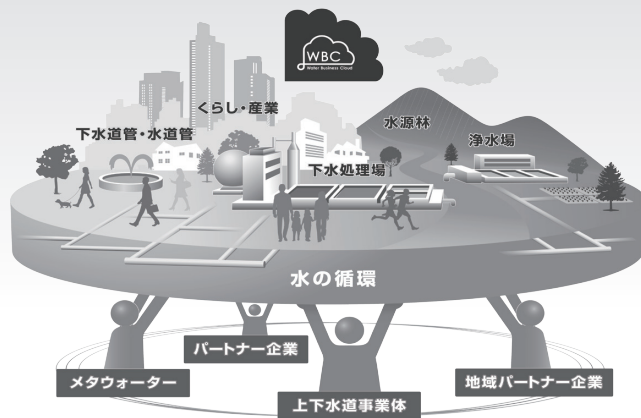 WBC
Water Business Cloud
くらし・産業
下水道管・水道管
水源林
浄水場
下水処理場
水の循環
パートナー企業
メタウォーター
地域パートナー企業
上下水道事業体